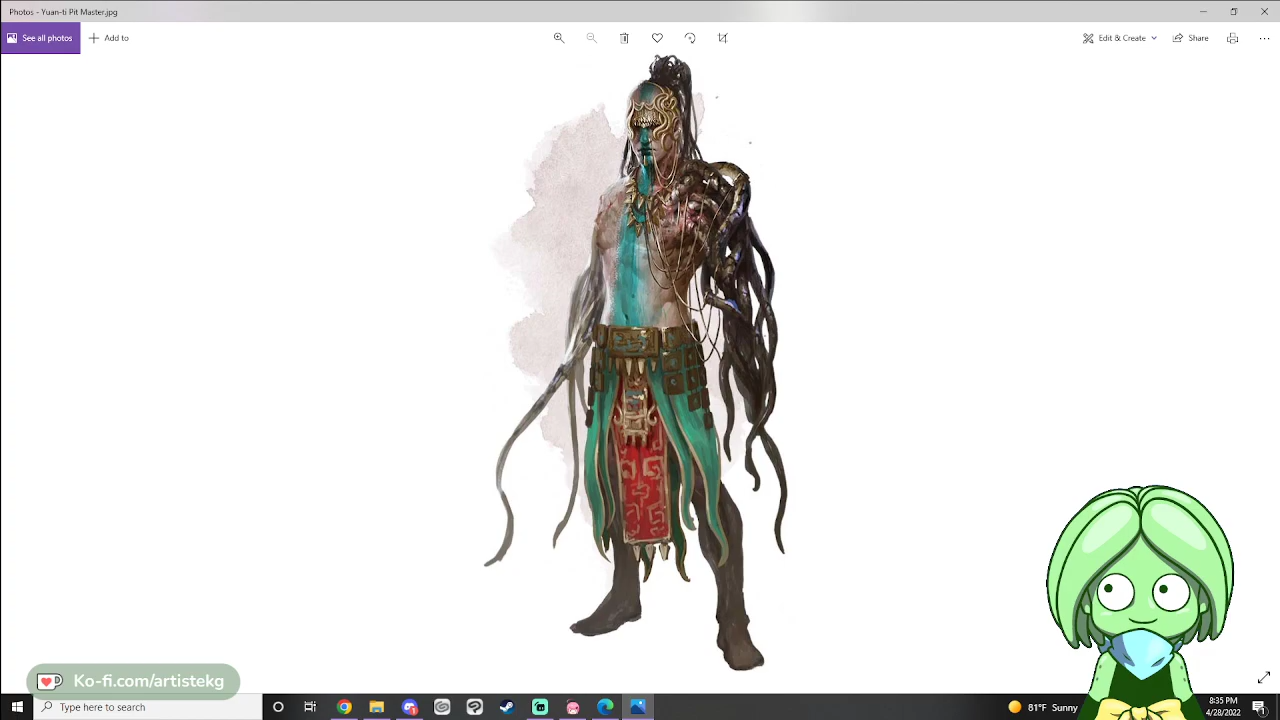 Photos - Yuan-ti Pit Master.jpg
See all photos
Add to
Edit & Create
Share
Ko-fi.com/artistekg
Type here to search
81°F Sunny
8:35 PM
4/28/2022